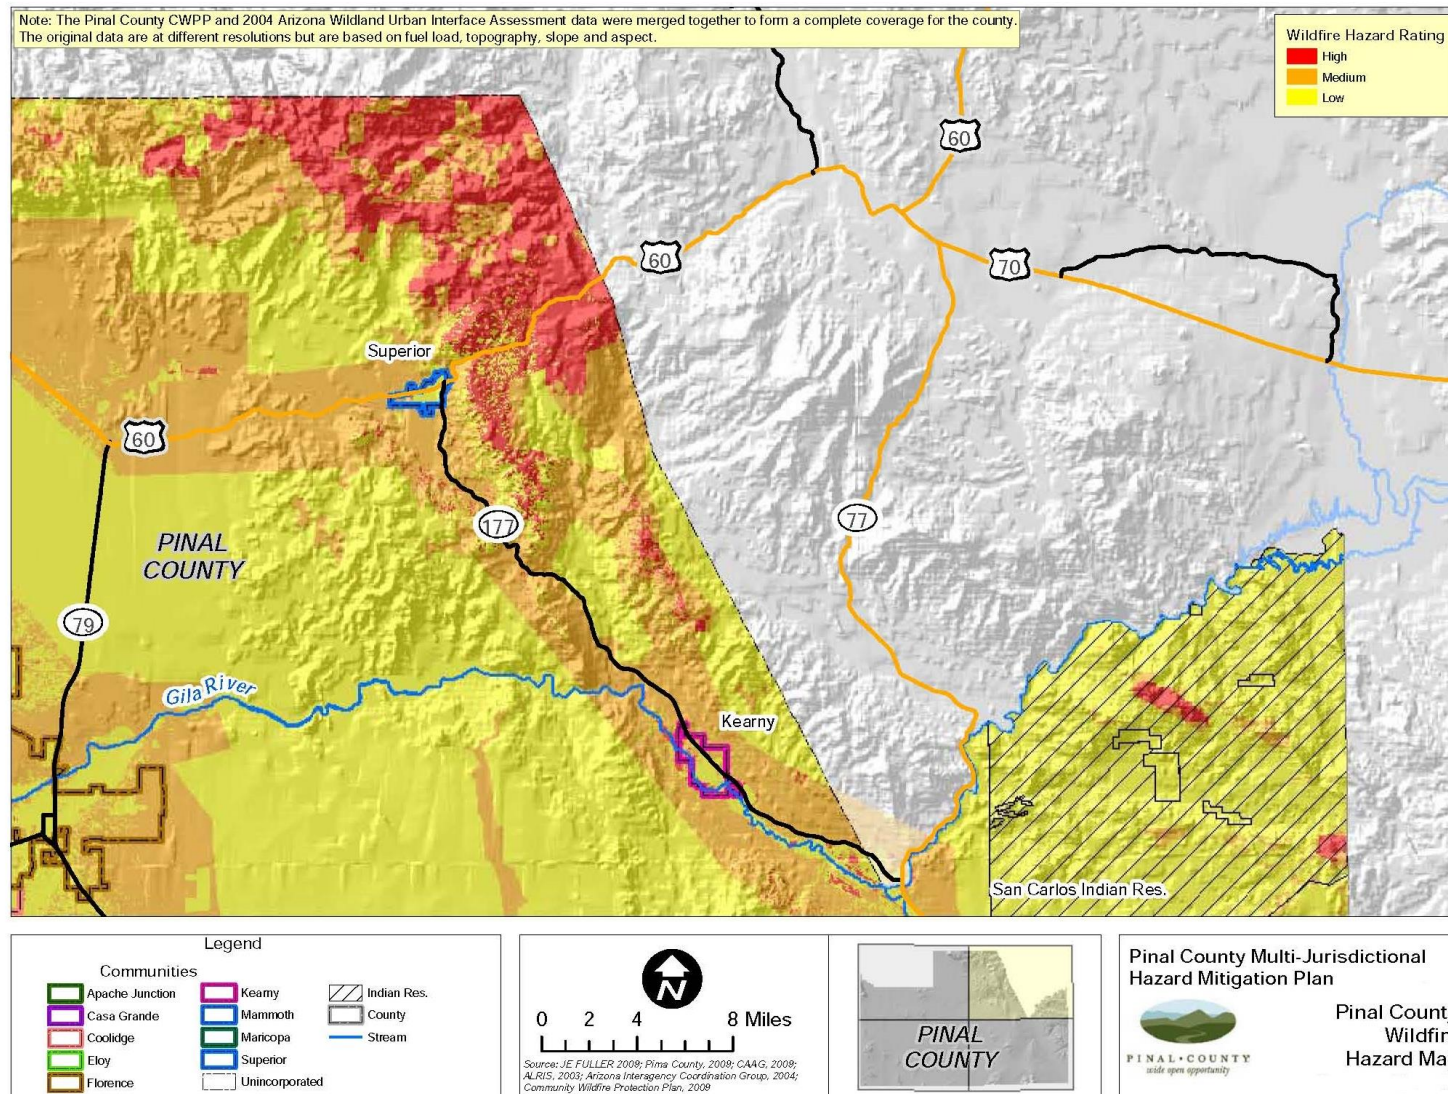 Note: The Pinal County CWPP and 2004 Arizona Wildland Urban Interface Assessment data were merged together to form a complete coverage for the county.
The original data are at different resolutions but are based on fuel load, topography, slope and aspect.
Wildfire Hazard Rating
High
Medium
Low
60
60
70
Superior
60
77
177
PINAL
COUNTY
79
Gila River
Kearny
San Carlos Indian Res.
Legend
Communities
Apache Junction
Casa Grande
Coolidge
Eloy
Florence
Kearny
Mammoth
Maricopa
Superior
Unincorporated
Indian Res.
County
Stream
N
0 2 4 8 Miles
Source: JE FULLER 2009; Pima County, 2009; CAAG, 2009;
ALRIS, 2003; Arizona Interagency Coordination Group, 2004;
Community Wildfire Protection Plan, 2009
PINAL
COUNTY
Pinal County Multi-Jurisdictional
Hazard Mitigation Plan
PINAL • COUNTY
wide open opportunity
Pinal Count
Wildfir
Hazard Ma